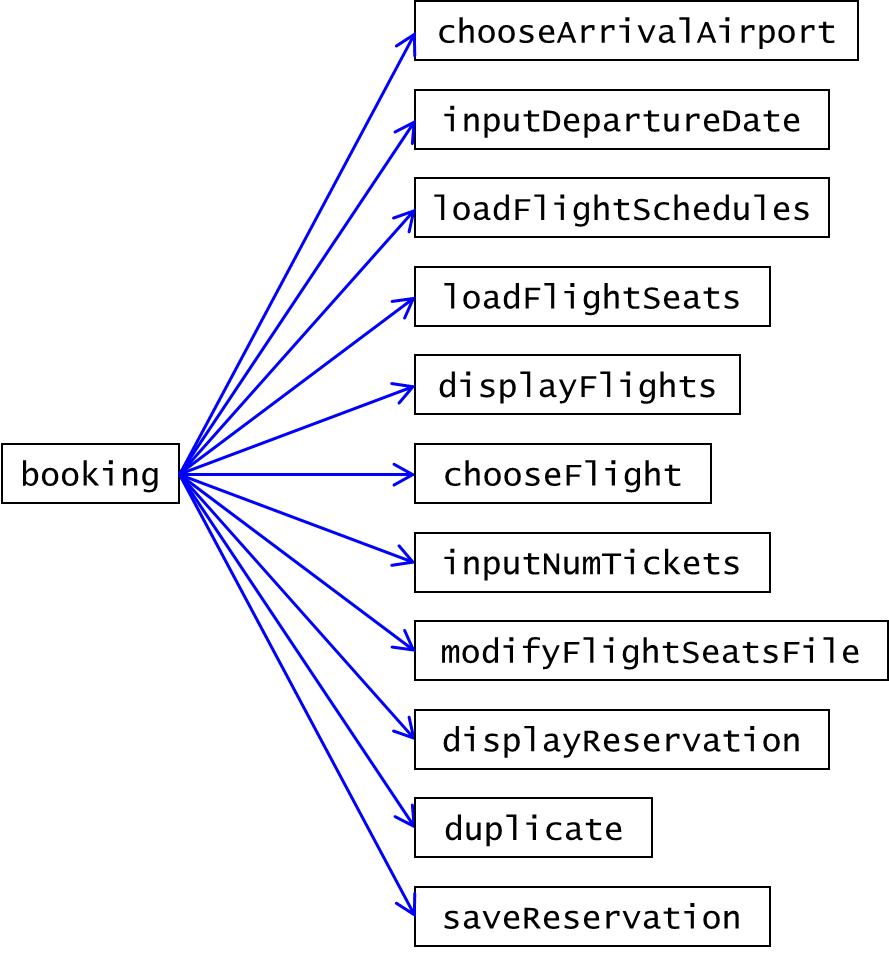 chooseArrivalAirport
inputDepartureDate
loadFlightSchedules
loadFlightSeats
displayFlights
booking
chooseFlight
inputNumTickets
modifyFlightSeatsFile
displayReservation
duplicate
saveReservation